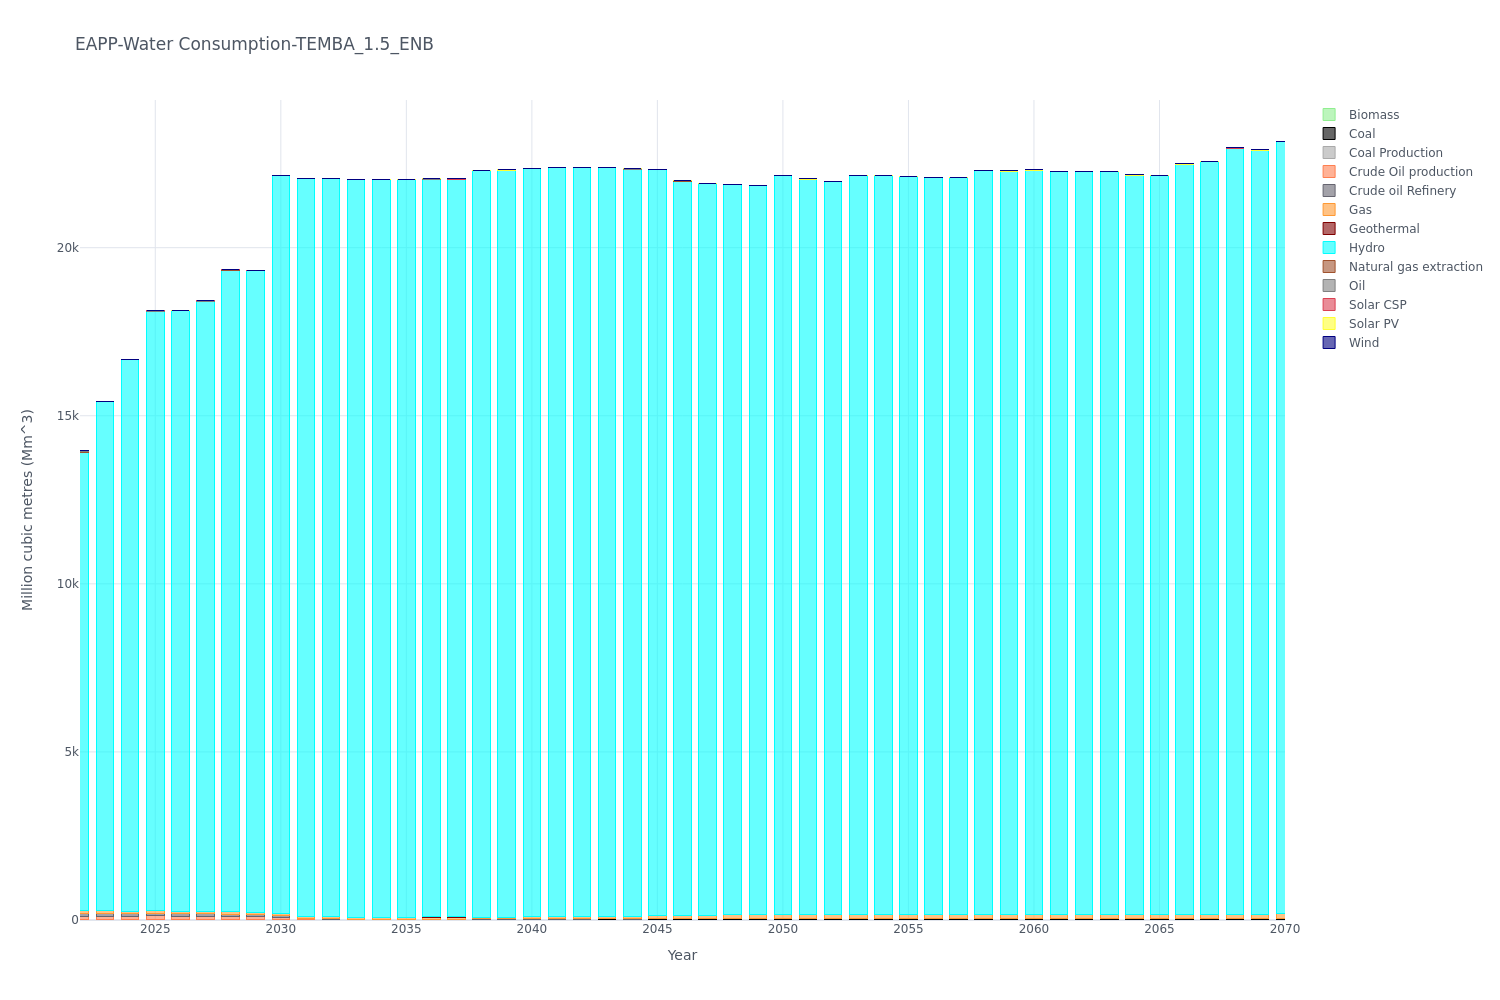 EAPP-Water Consumption-TEMBA_1.5_ENB
Biomass
Coal
Coal Production
Crude Oil production
Crude oil Refinery
Gas
Geothermal
Hydro
Natural gas extraction
Oil
Solar CSP
Solar PV
Wind
Million cubic metres (Mm^3)
20k
15k
10k
5k
0
2025 2030 2035 2040 2045 2050 2055 2060 2065 2070
Year